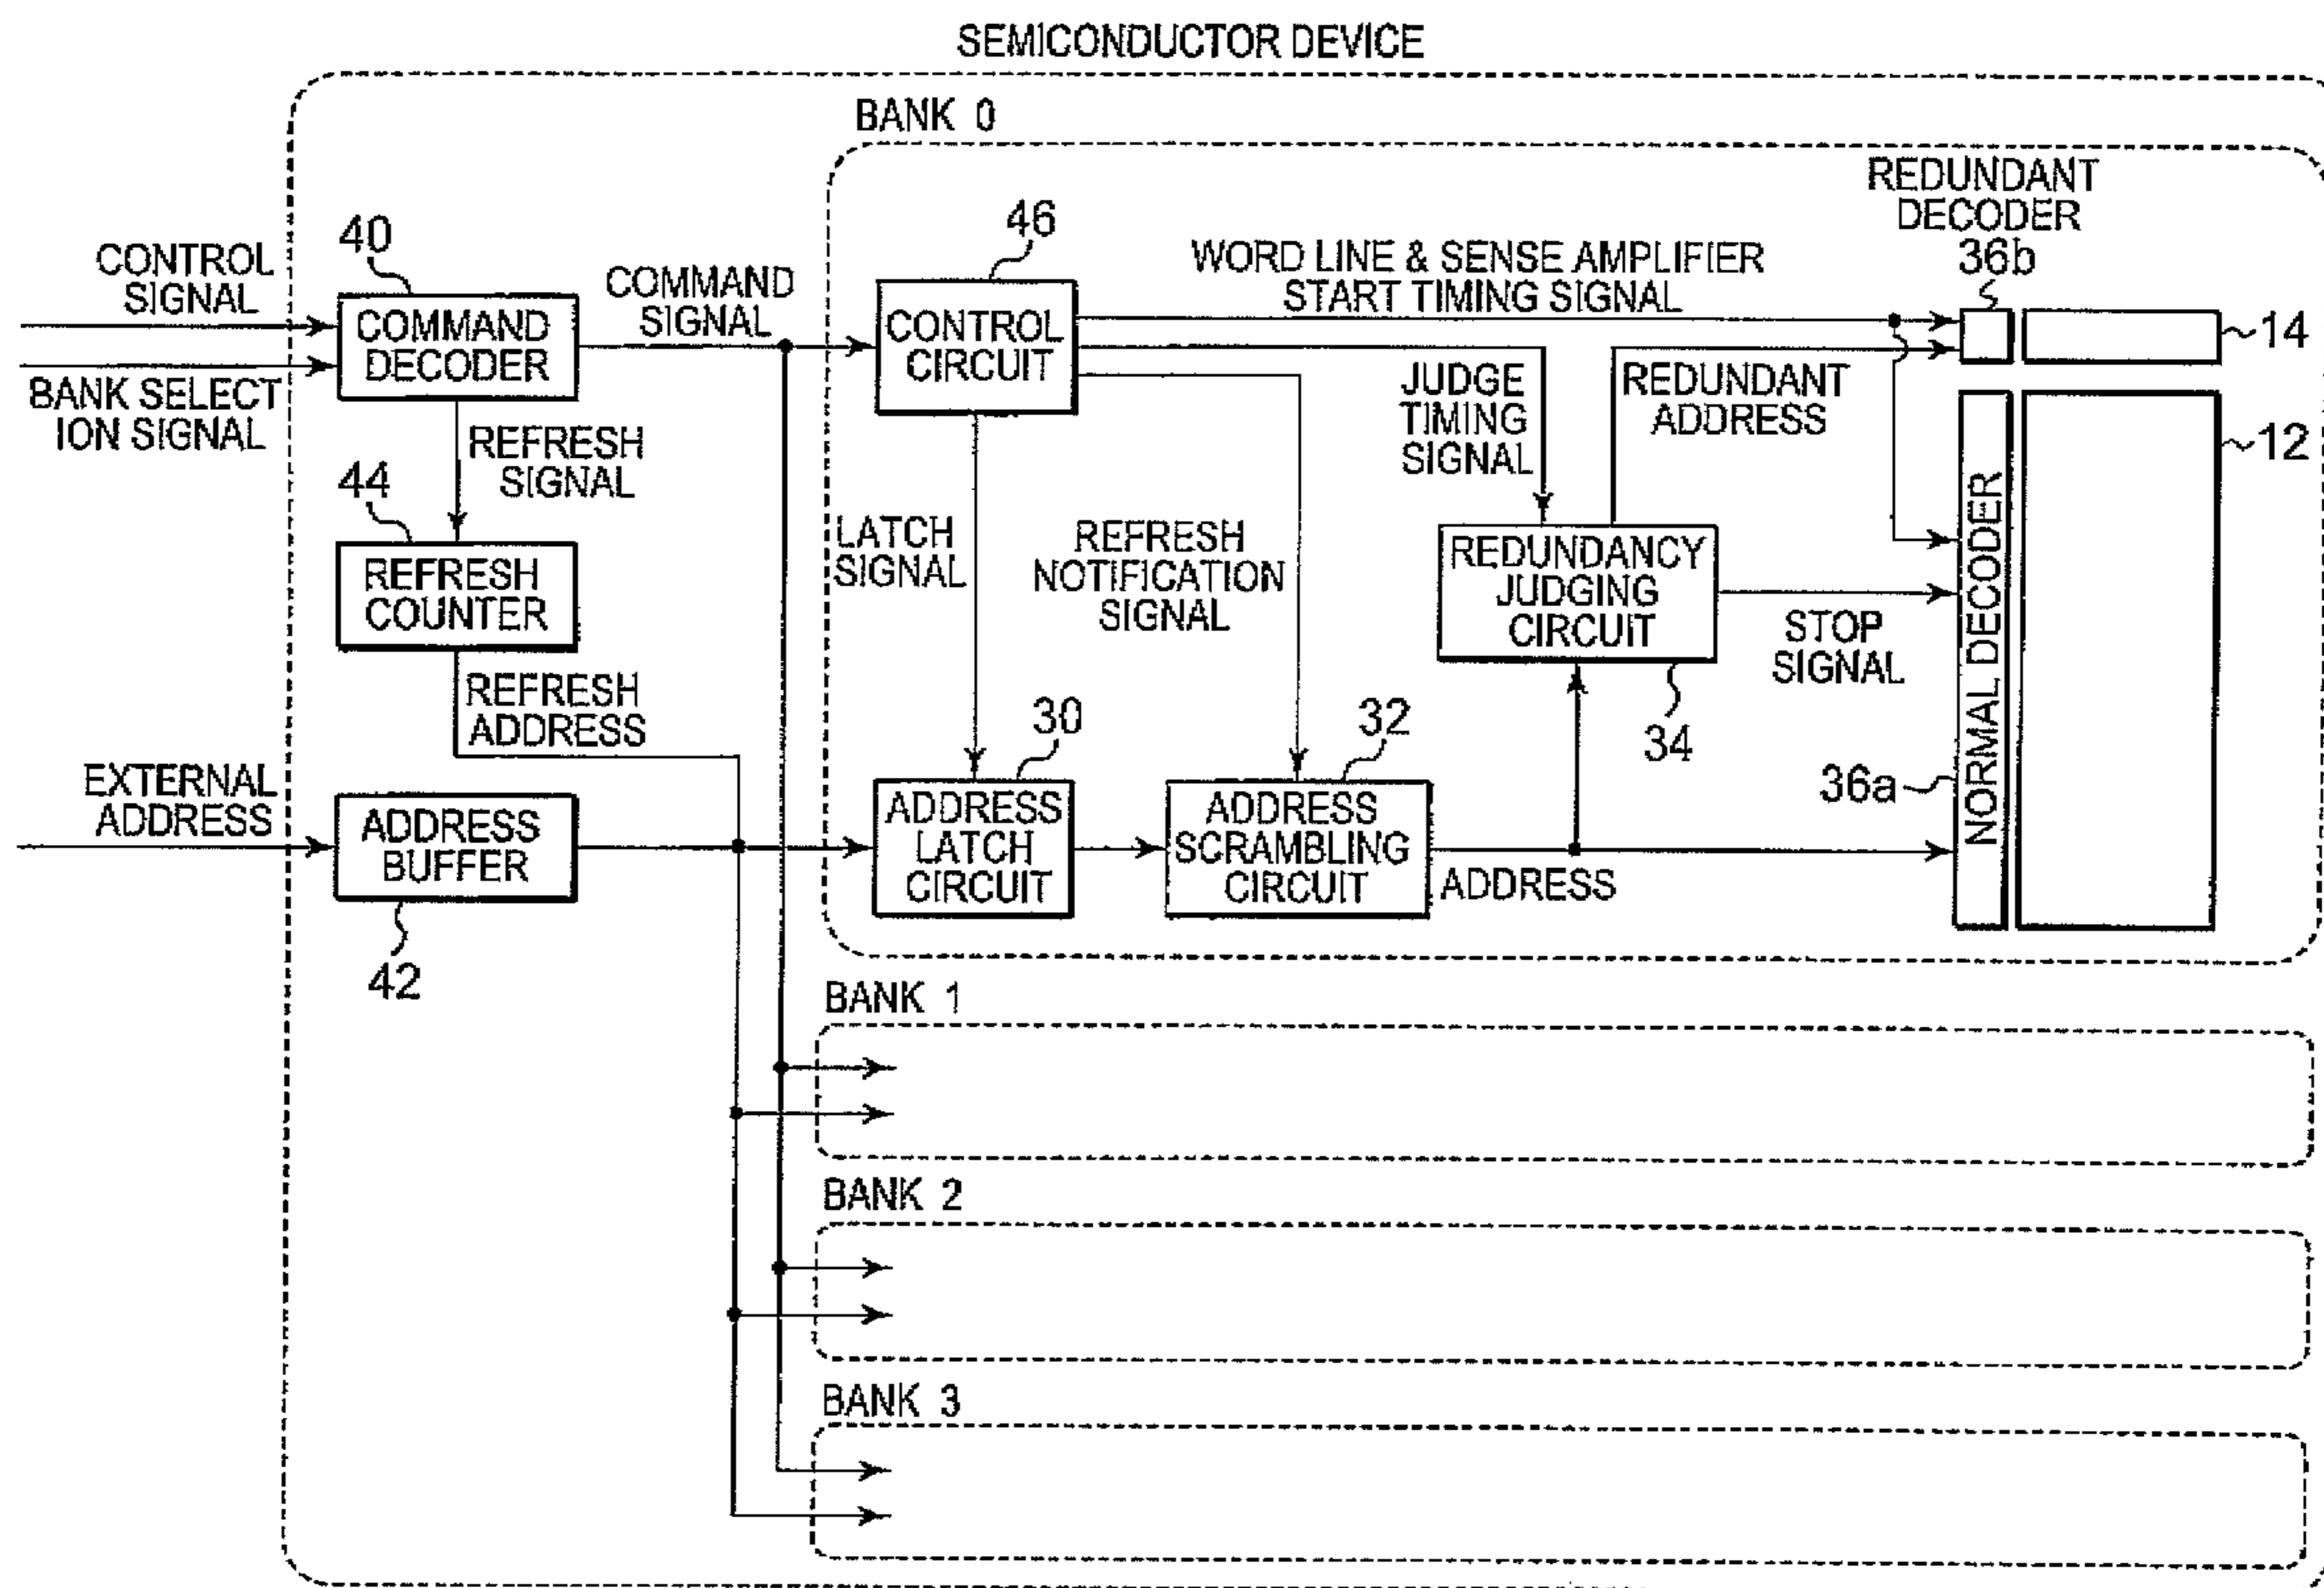 SEMICONDUCTOR DEVICE
BANK 0
REDUNDANT
DECODER
36b
46
40
CONTROL
SIGNAL
COMMAND
SIGNAL
WORD LINE & SENSE AMPLIFIER
START TIMING SIGNAL
COMMAND
DECODER
CONTROL
CIRCUIT
14
BANK SELECT
ION SIGNAL
JUDGE
TIMING
SIGNAL
REDUNDANT
ADDRESS
12
REFRESH
SIGNAL
44
LATCH
SIGNAL
REFRESH
NOTIFICATION
SIGNAL
REFRESH
COUNTER
REDUNDANCY
JUDGING
CIRCUIT
STOP
SIGNAL
NORMAL DECODER
REFRESH
ADDRESS
30
32
34
36a
EXTERNAL
ADDRESS
ADDRESS
BUFFER
ADDRESS
LATCH
CIRCUIT
ADDRESS
SCRAMBLING
CIRCUIT
ADDRESS
42
BANK 1
BANK 2
BANK 3